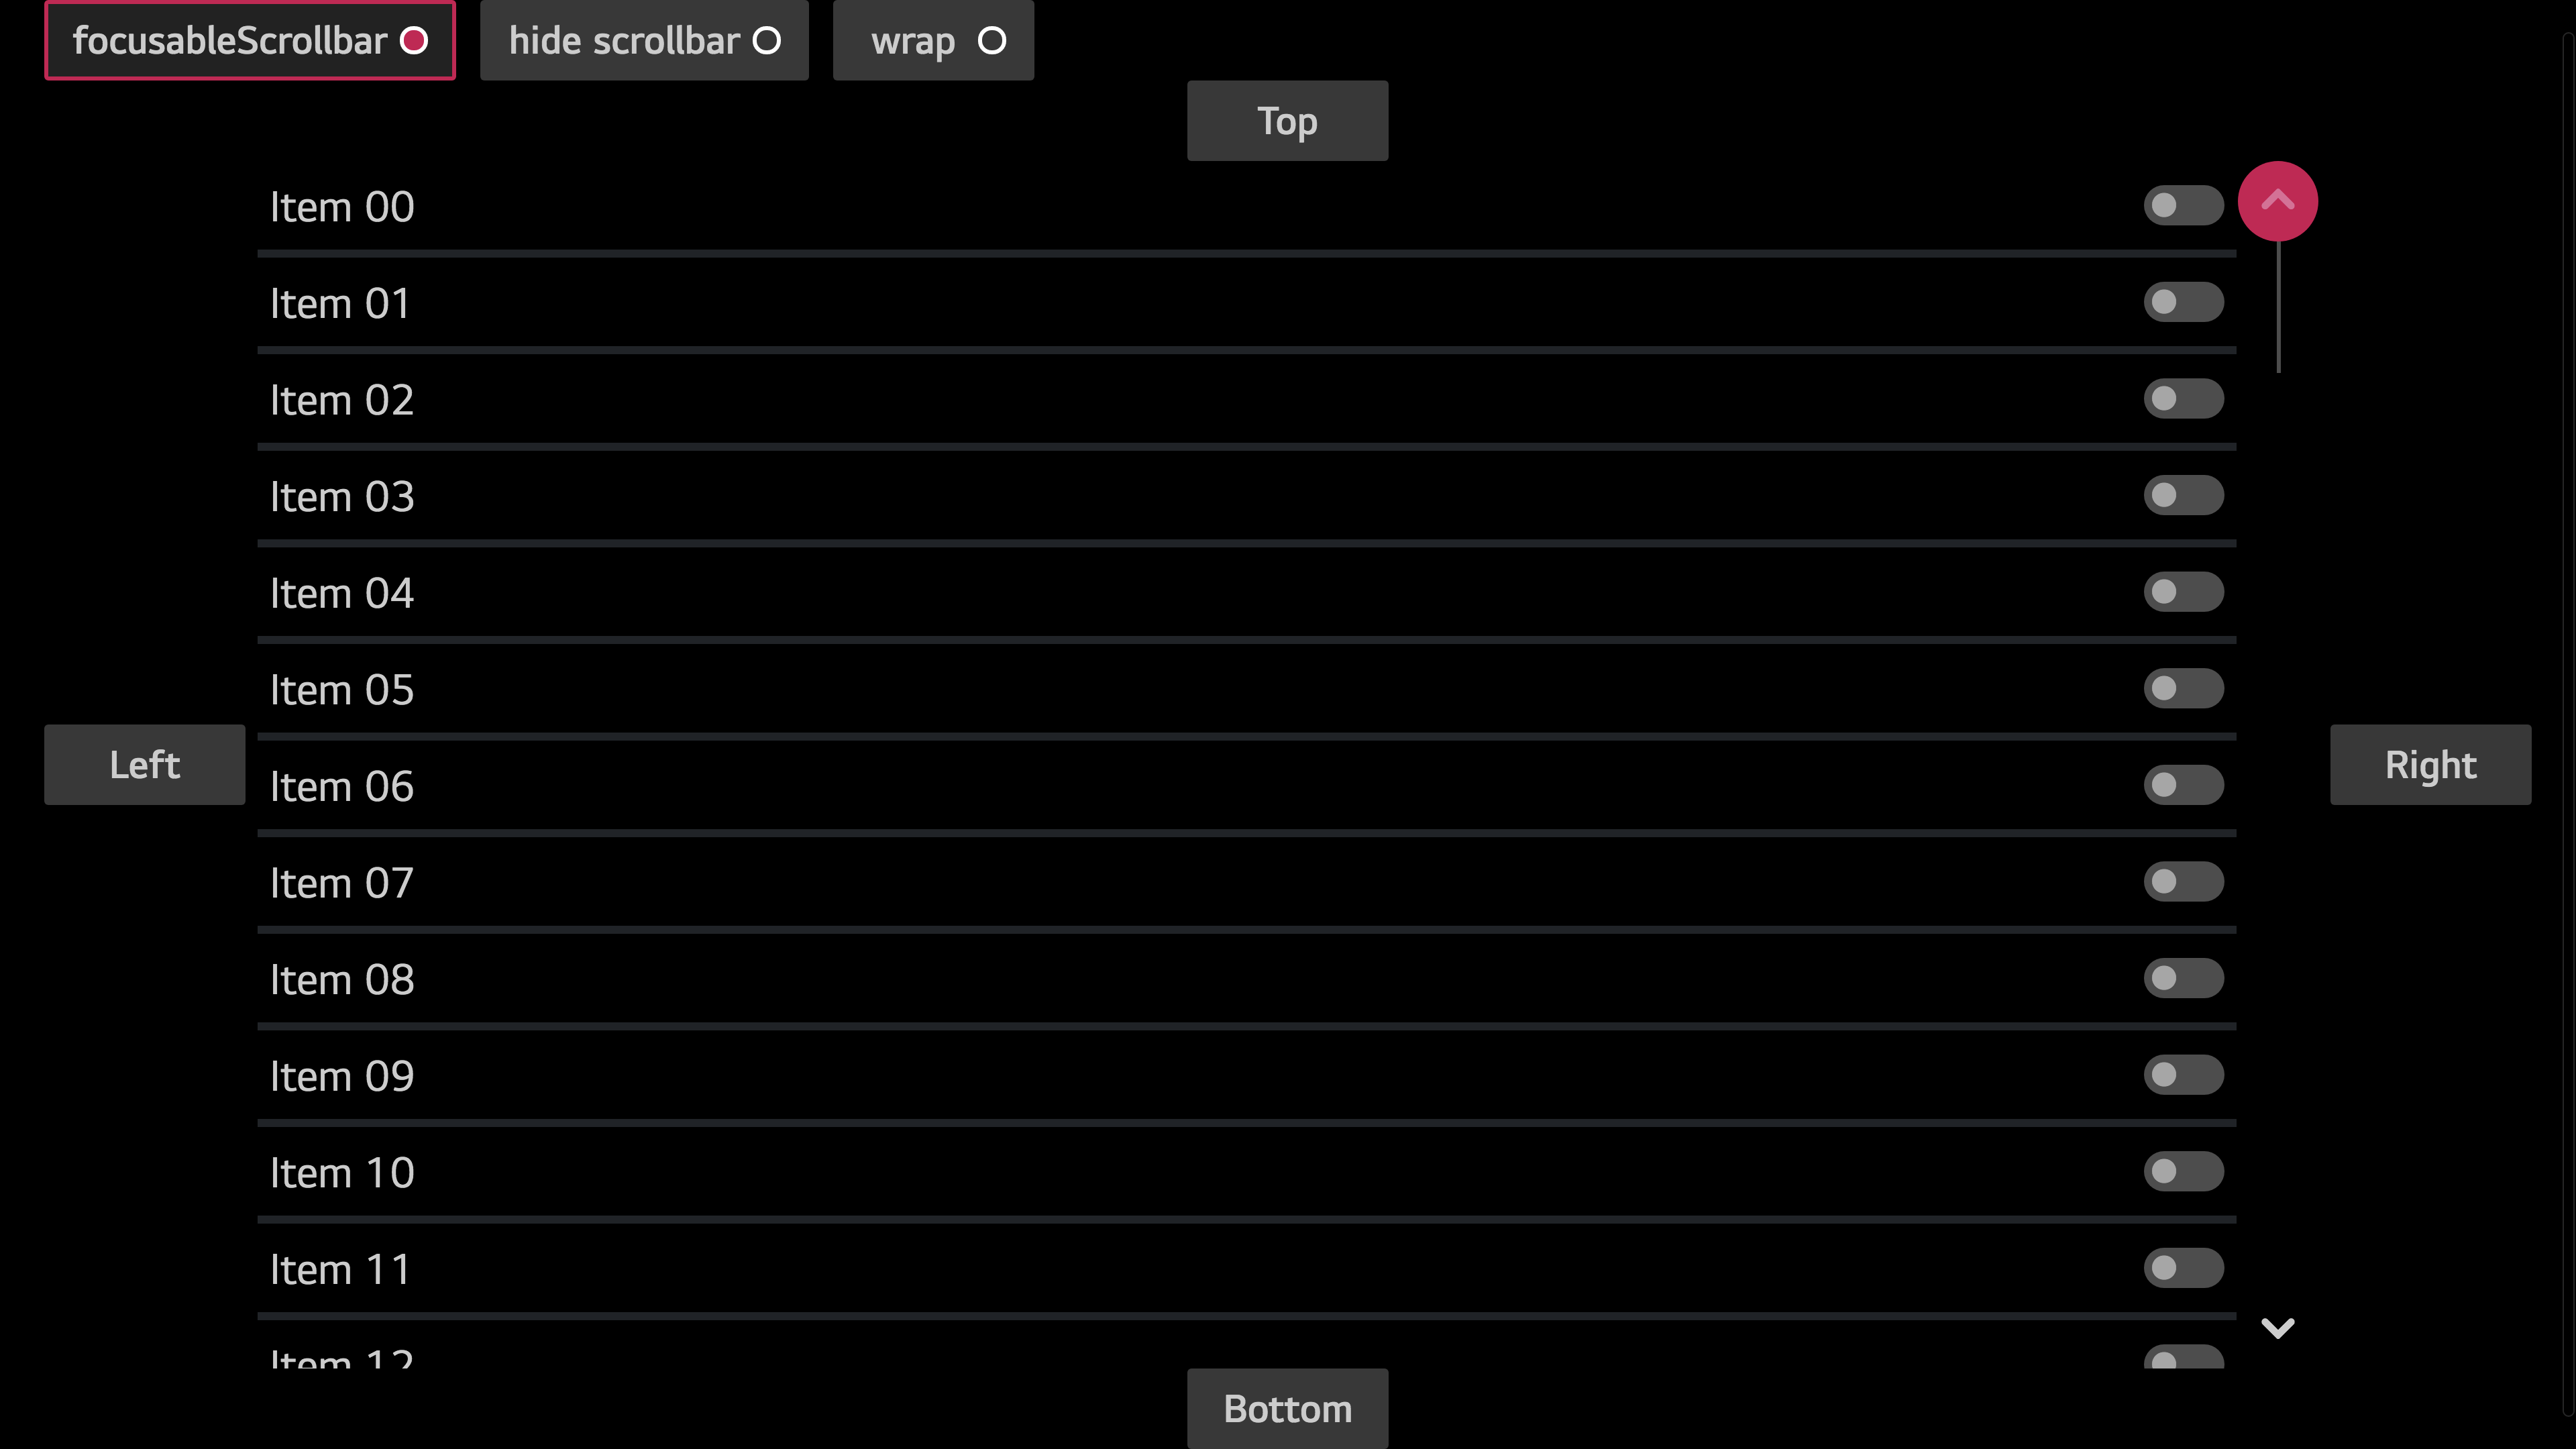 focusableScrollbar hide scrollbar wrap
Top
Item 00
Item 01
Item 02
Item 03
Item 04
Item 05
Left
Item 06
Right
Item 07
Item 08
Item 09
Item 10
Item 11
Item 12
Bottom